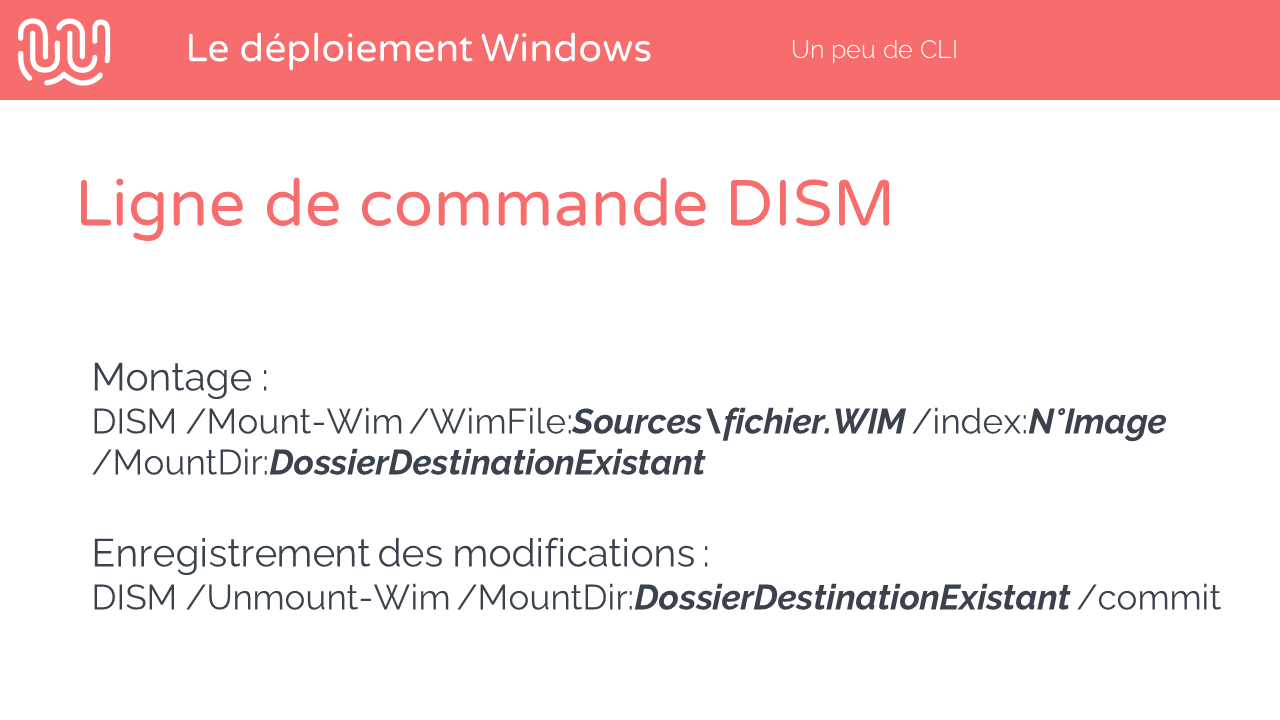 Le déploiement Windows
Un peu de CLI
Ligne de commande DISM
Montage :
DISM /Mount-Wim /WimFile:Sources\fichier.WIM /index:N°Image
/MountDir:DossierDestinationExistant
Enregistrement des modifications :
DISM /Unmount-Wim /MountDir:DossierDestinationExistant /commit